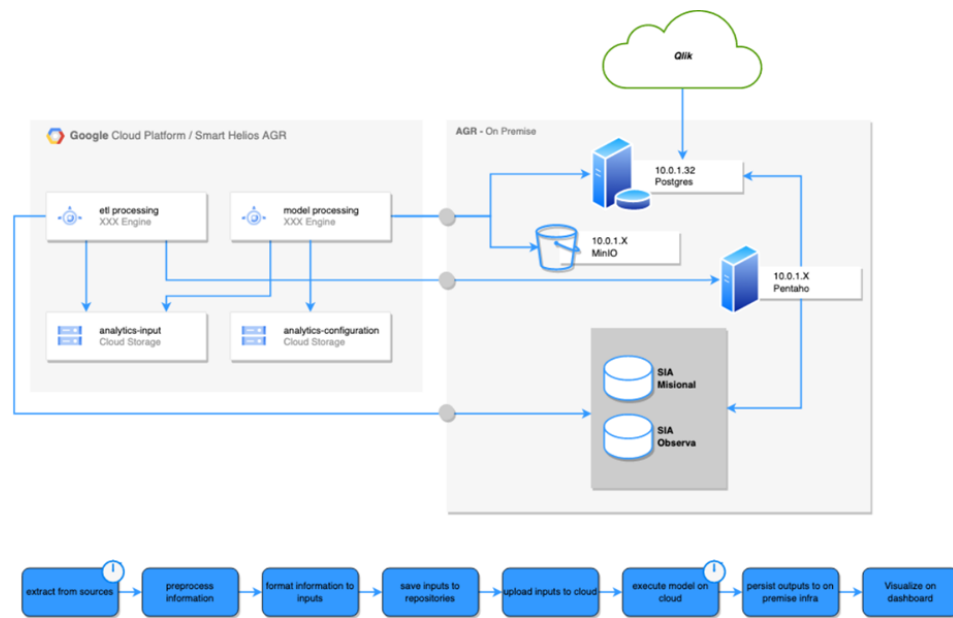 Qlik
Google Cloud Platform / Smart Helios AGR
AGR - On Premise
10.0.1.32
Postgres
etl processing
XXX Engine
model processing
XXX Engine
10.0.1.X
MinIO
10.0.1.X
Pentaho
analytics-input
Cloud Storage
analytics-configuration
Cloud Storage
SIA
Misional
SIA
Observa
extract from sources
preprocess
information
format information to
inputs
save inputs to
repositories
upload inputs to cloud
execute model on
cloud
persist outputs to on
premise infra
Visualize on
dashboard